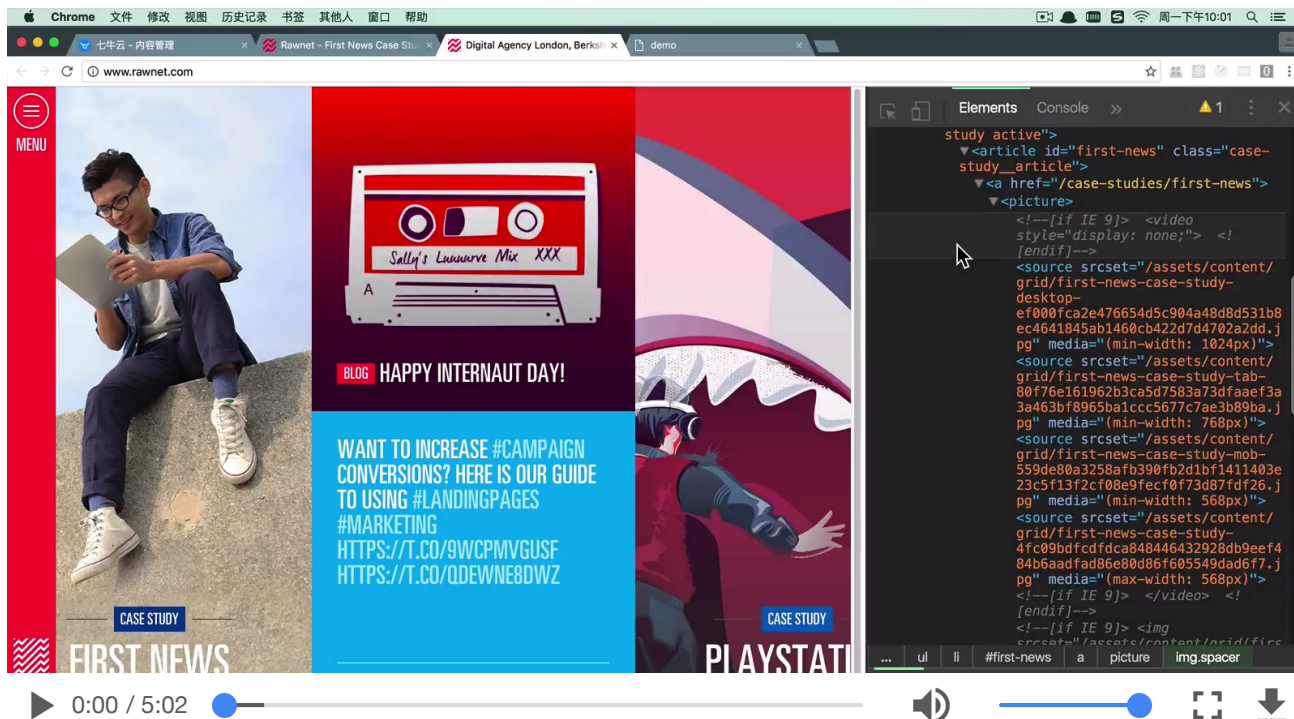 Chrome 文件 修改 视图 历史记录 书签 其他人 窗口 帮助 周一下午10:01
七牛云 - 内容管理 × Rawnet - First News Case Stu × Digital Agency London, Berksh × demo ×
www.rawnet.com
MENU
Sally's Luuuurve Mix XXX
A
BLOG HAPPY INTERNAUT DAY!
WANT TO INCREASE #CAMPAIGN
CONVERSIONS? HERE IS OUR GUIDE
TO USING #LANDINGPAGES
#MARKETING
HTTPS://T.CO/9WCPMVGUSF
HTTPS://T.CO/QDEWNE8DWZ
CASE STUDY
FIRST NEWS
CASE STUDY
PLAYSTATI
Elements Console » 1
study active">
▼<article id="first-news" class="case-
study__article">
▼<a href="/case-studies/first-news">
▼<picture>
<!--[if IE 9]> <video
style="display: none;"> <!
[endif]-->
<source srcset="/assets/content/
grid/first-news-case-study-
desktop-
ef000fca2e476654d5c904a48d8d531b8
ec4641845ab1460cb422d7d4702a2dd.j
pg" media="(min-width: 1024px)">
<source srcset="/assets/content/
grid/first-news-case-study-tab-
80f76e161962b3ca5d7583a73dfaaef3a
3a463bf8965ba1ccc5677c7ae3b89ba.j
pg" media="(min-width: 768px)">
<source srcset="/assets/content/
grid/first-news-case-study-mob-
559de80a3258afb390fb2d1bf1411403e
23c5f13f2cf08e9fecf0f73d87fdf26.j
pg" media="(min-width: 568px)">
<source srcset="/assets/content/
grid/first-news-case-study-
4fc09bdfcdfdca848446432928db9eef4
84b6aadfad86e80d86f605549dad6f7.j
pg" media="(max-width: 568px)">
<!--[if IE 9]> </video> <!
[endif]-->
<!--[if IE 9]> <img
srcset="/assets/content/grid/firs
... ul li #first-news a picture img.spacer
0:00 / 5:02